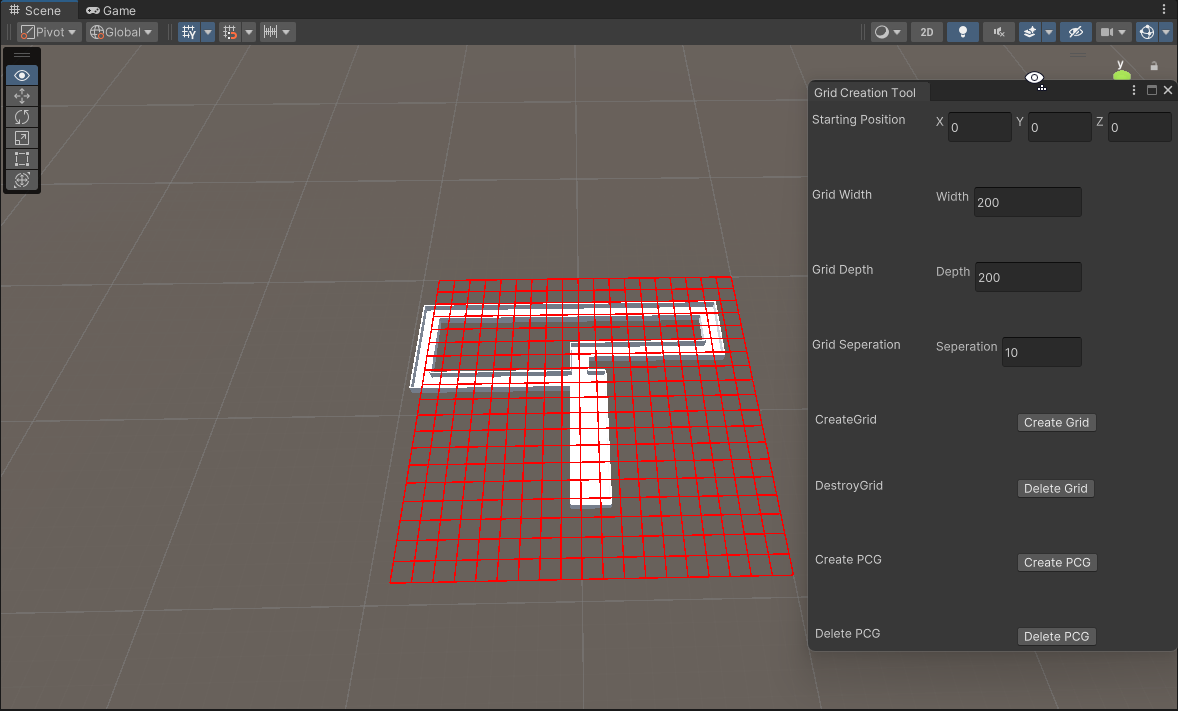 Scene Game
Pivot Global 2D
y
Grid Creation Tool
Starting Position X 0 Y 0 Z 0
Grid Width Width 200
Grid Depth Depth 200
Grid Seperation Seperation 10
CreateGrid Create Grid
DestroyGrid Delete Grid
Create PCG Create PCG
Delete PCG Delete PCG